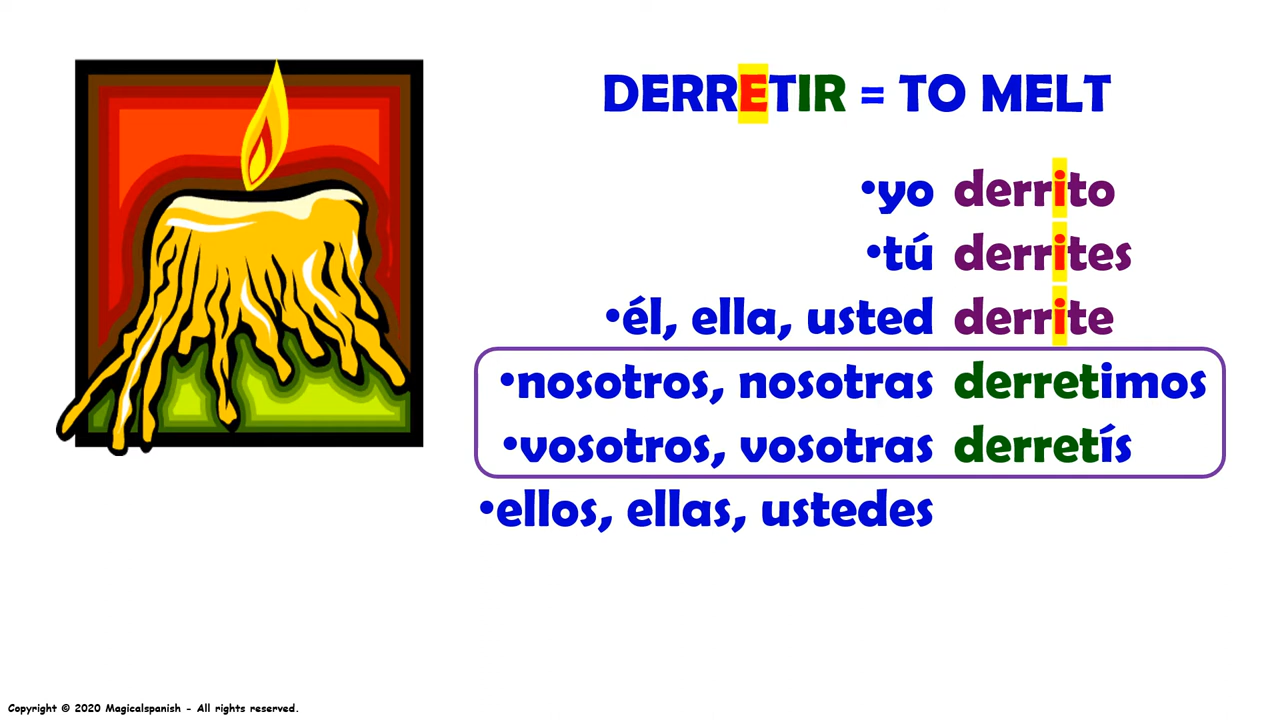 DERRETIR = TO MELT
•yo derrito
•tú derrites
•él, ella, usted derrite
•nosotros, nosotras derretimos
•vosotros, vosotras derretís
•ellos, ellas, ustedes
Copyright © 2020 Magicalspanish - All rights reserved.